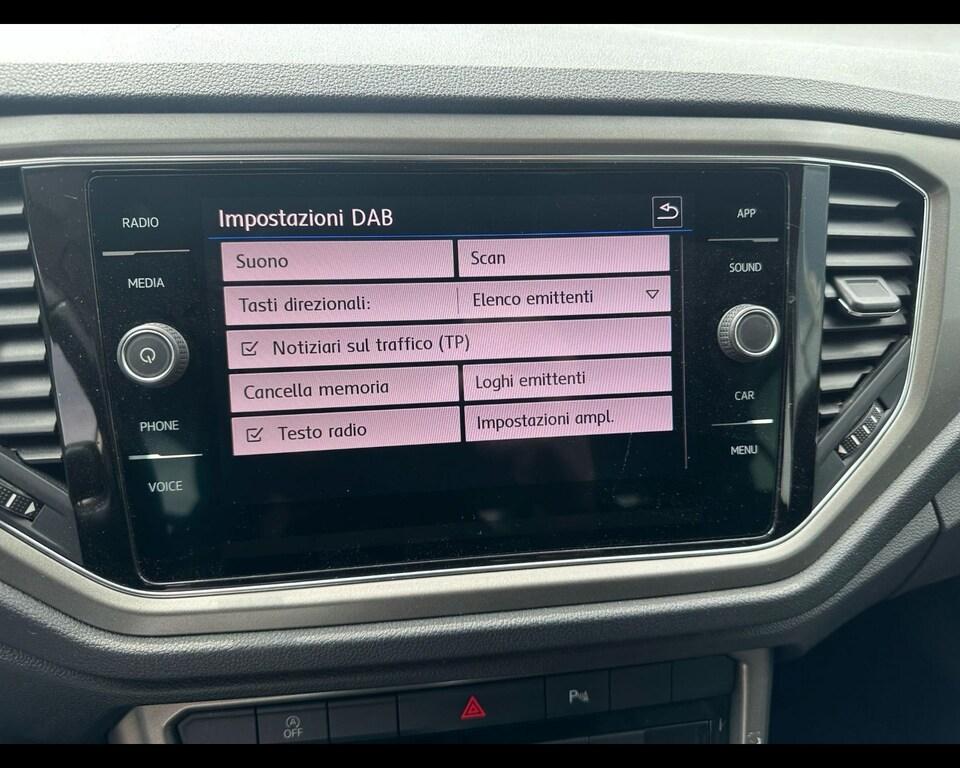 RADIO
MEDIA
PHONE
VOICE
Impostazioni DAB
Suono
Scan
Tasti direzionali:
Elenco emittenti
Notiziari sul traffico (TP)
Cancella memoria
Loghi emittenti
Testo radio
Impostazioni ampl.
APP
SOUND
CAR
MENU
A
OFF
P